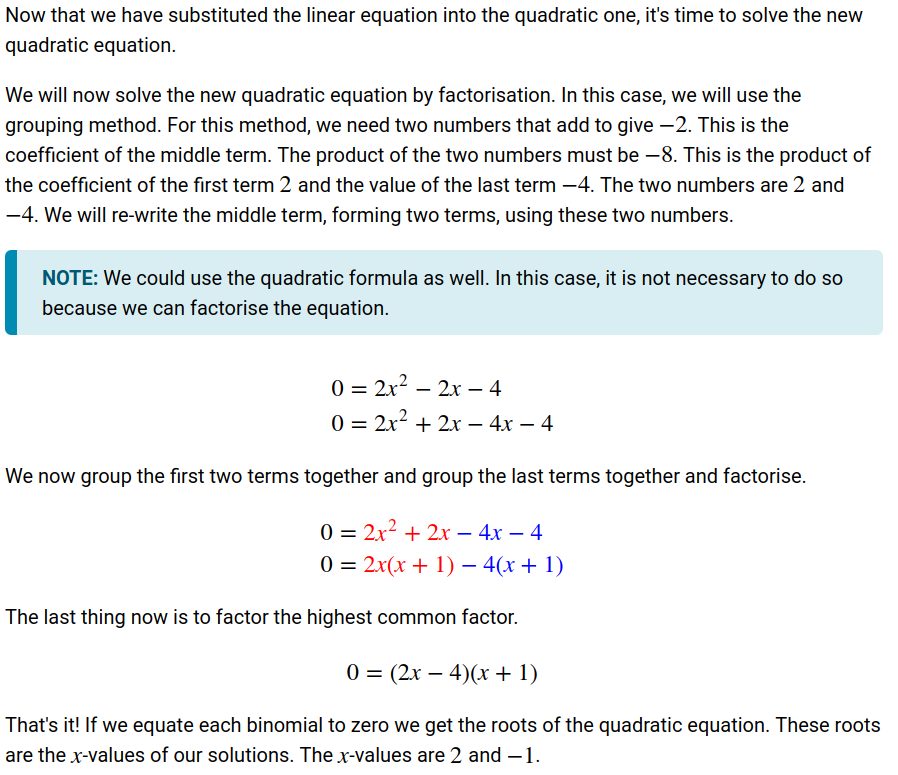 Now that we have substituted the linear equation into the quadratic one, it's time to solve the new
quadratic equation.
We will now solve the new quadratic equation by factorisation. In this case, we will use the
grouping method. For this method, we need two numbers that add to give −2. This is the
coefficient of the middle term. The product of the two numbers must be −8. This is the product of
the coefficient of the first term 2 and the value of the last term −4. The two numbers are 2 and
−4. We will re-write the middle term, forming two terms, using these two numbers.
NOTE: We could use the quadratic formula as well. In this case, it is not necessary to do so
because we can factorise the equation.
0 = 2x² − 2x − 4
0 = 2x² + 2x − 4x − 4
We now group the first two terms together and group the last terms together and factorise.
0 = 2x² + 2x − 4x − 4
0 = 2x(x + 1) − 4(x + 1)
The last thing now is to factor the highest common factor.
0 = (2x − 4)(x + 1)
That's it! If we equate each binomial to zero we get the roots of the quadratic equation. These roots
are the x-values of our solutions. The x-values are 2 and −1.